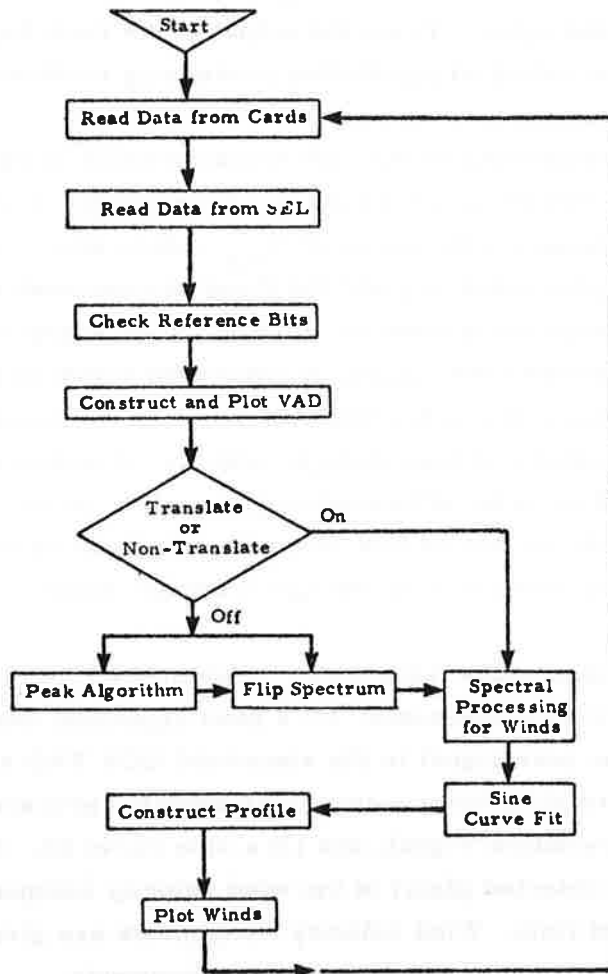 Start
Read Data from Cards
Read Data from SEL
Check Reference Bits
Construct and Plot VAD
Translate
or
Non-Translate
On
Off
Peak Algorithm
Flip Spectrum
Spectral
Processing
for Winds
Construct Profile
Sine
Curve Fit
Plot Winds